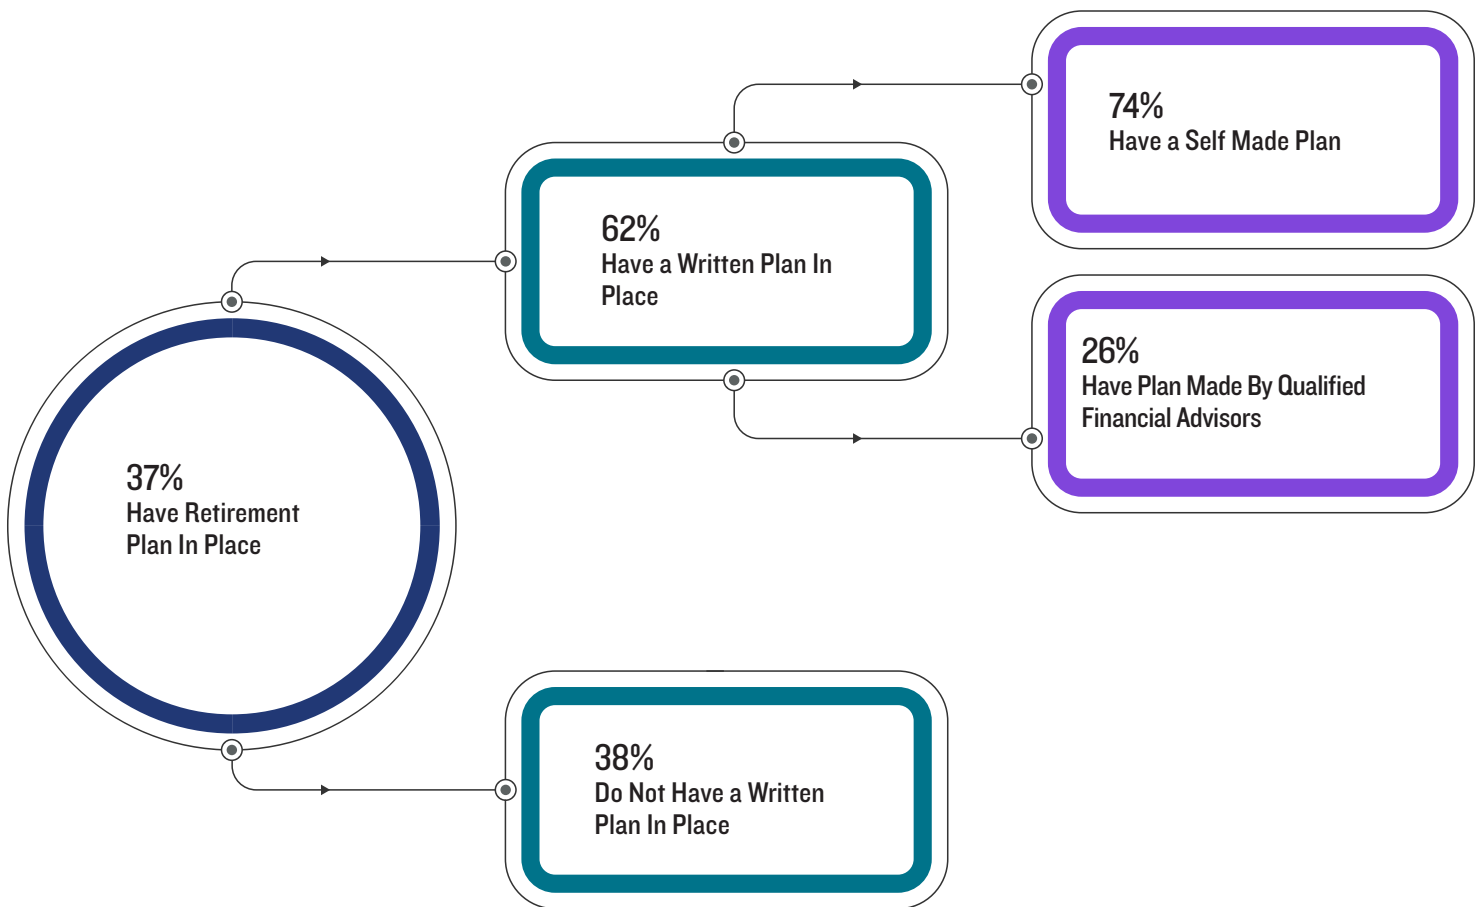 74%
Have a Self Made Plan
62%
Have a Written Plan In
Place
26%
Have Plan Made By Qualified
Financial Advisors
37%
Have Retirement
Plan In Place
38%
Do Not Have a Written
Plan In Place